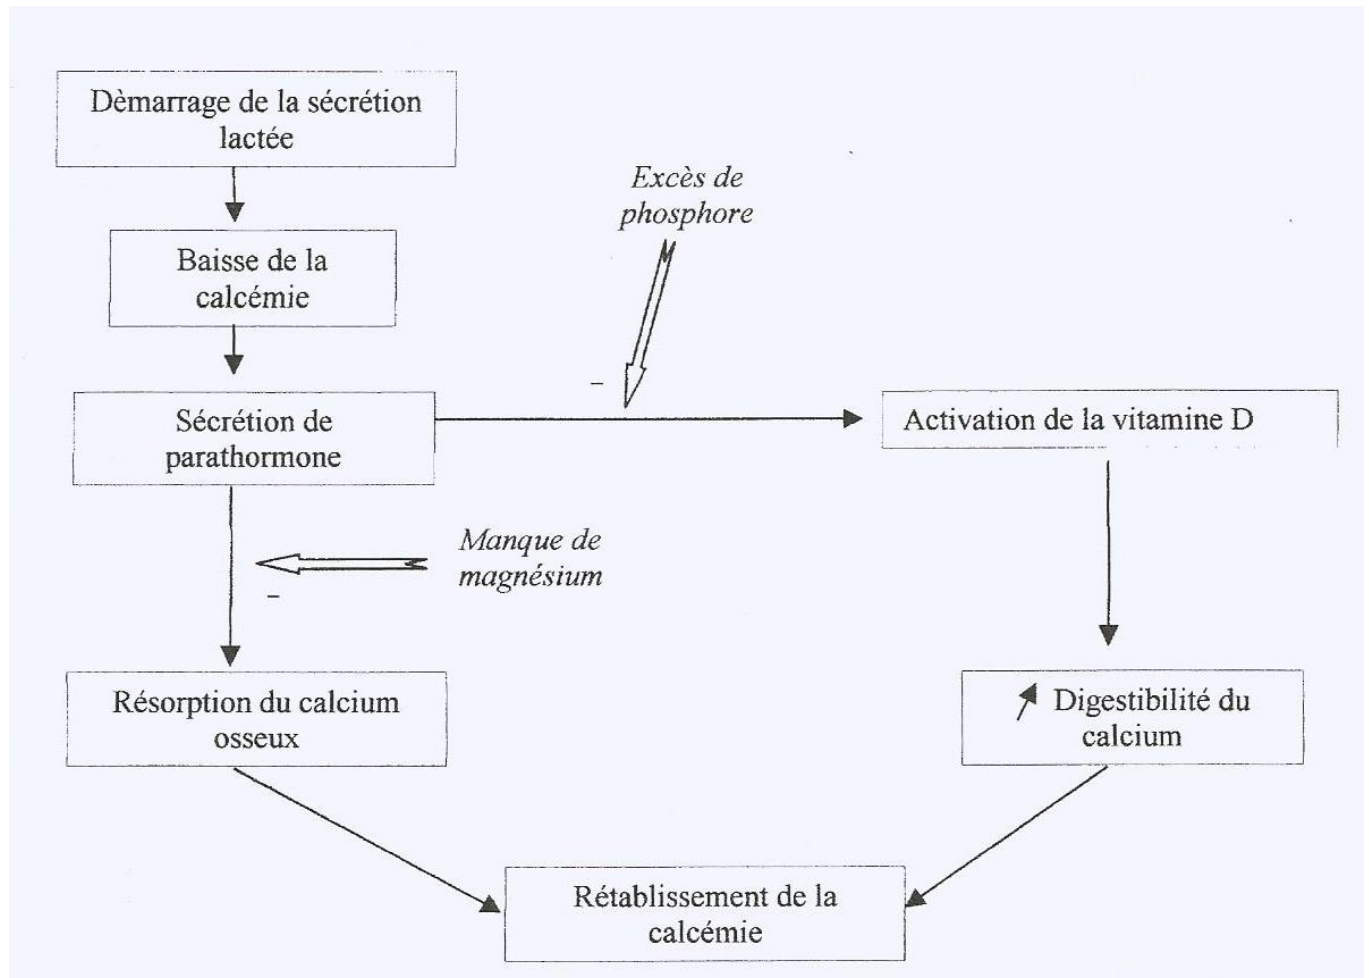 Dèmarrage de la sécrétion
lactée
Excès de
phosphore
Baisse de la
calcémie
–
Sécrétion de
parathormone
Activation de la vitamine D
Manque de
magnésium
–
Résorption du calcium
osseux
Digestibilité du
calcium
Rétablissement de la
calcémie